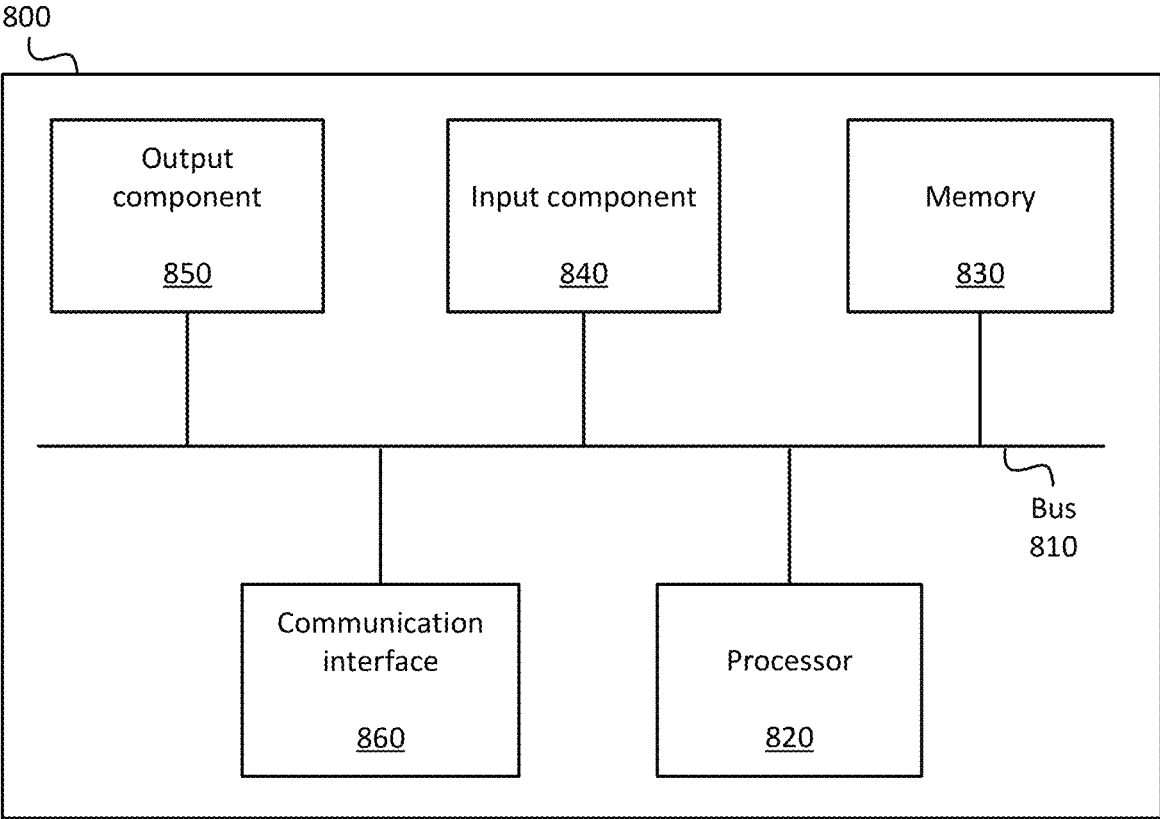 800
Output
component
850
Input component
840
Memory
830
Bus
810
Communication
interface
860
Processor
820